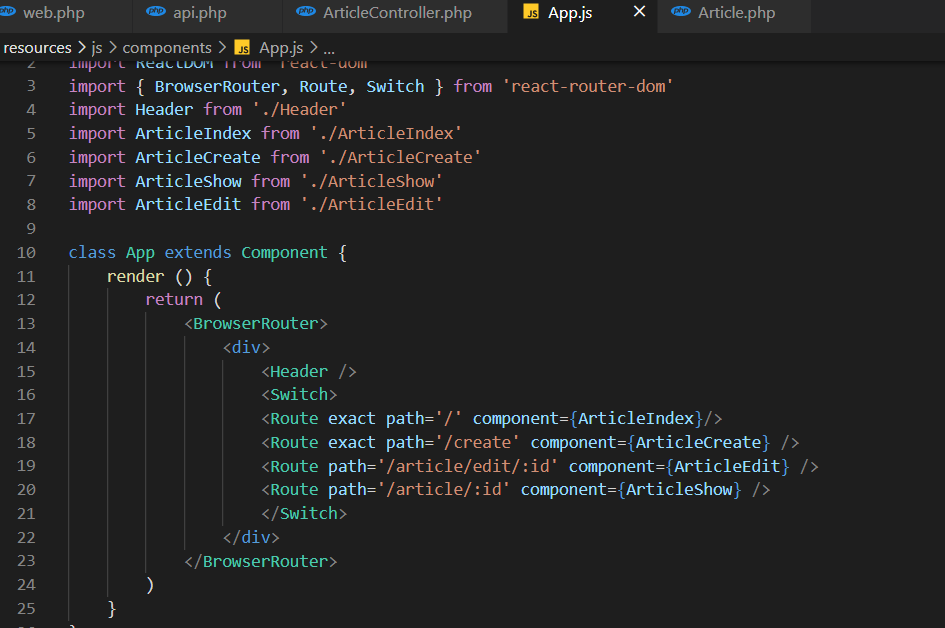 web.php api.php ArticleController.php JS App.js × Article.php
resources > js > components > JS App.js > ...
2 import ReactDOM from 'react-dom'
3 import { BrowserRouter, Route, Switch } from 'react-router-dom'
4 import Header from './Header'
5 import ArticleIndex from './ArticleIndex'
6 import ArticleCreate from './ArticleCreate'
7 import ArticleShow from './ArticleShow'
8 import ArticleEdit from './ArticleEdit'
9
10 class App extends Component {
11 render () {
12 return (
13 <BrowserRouter>
14 <div>
15 <Header />
16 <Switch>
17 <Route exact path='/' component={ArticleIndex}/>
18 <Route exact path='/create' component={ArticleCreate} />
19 <Route path='/article/edit/:id' component={ArticleEdit} />
20 <Route path='/article/:id' component={ArticleShow} />
21 </Switch>
22 </div>
23 </BrowserRouter>
24 )
25 }